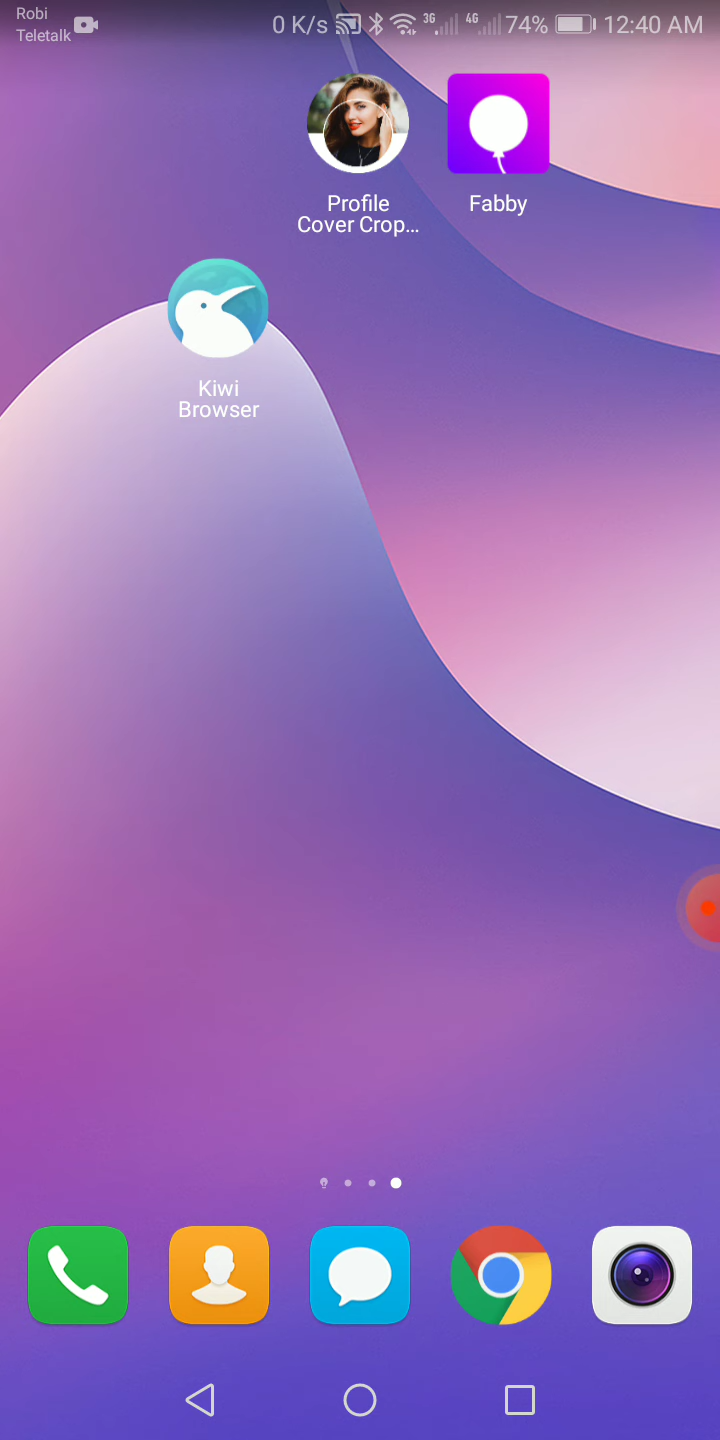 Robi
Teletalk
0 K/s 3G 4G 74% 12:40 AM
Profile
Cover Crop...
Fabby
Kiwi
Browser